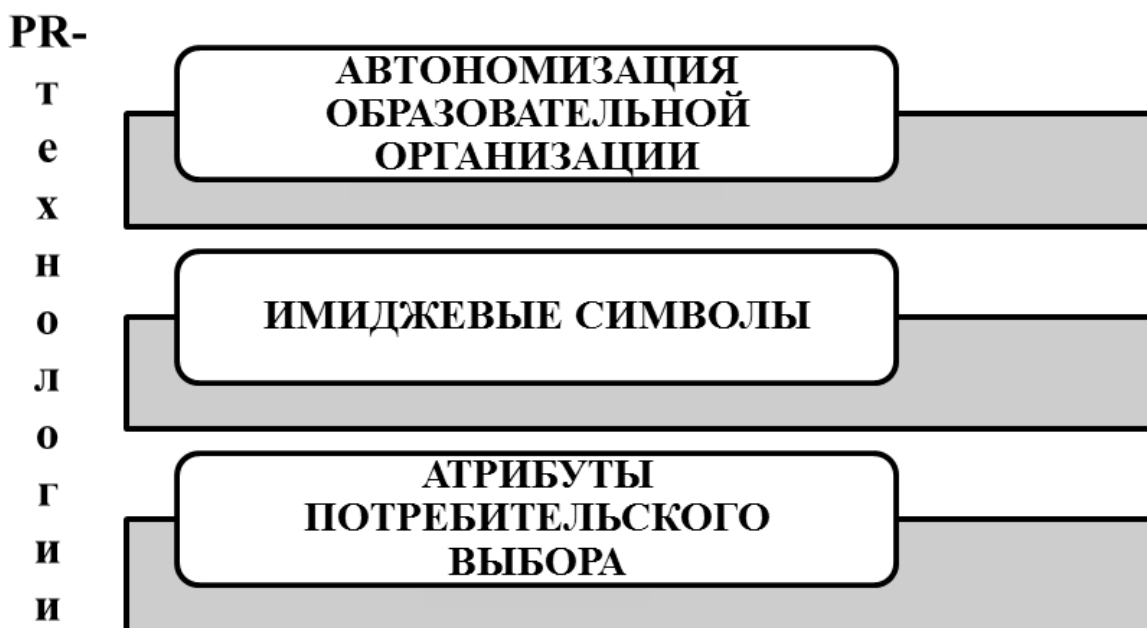 PR-
т
е
х
н
о
л
о
г
и
и
АВТОНОМИЗАЦИЯ
ОБРАЗОВАТЕЛЬНОЙ
ОРГАНИЗАЦИИ
ИМИДЖЕВЫЕ СИМВОЛЫ
АТРИБУТЫ
ПОТРЕБИТЕЛЬСКОГО
ВЫБОРА